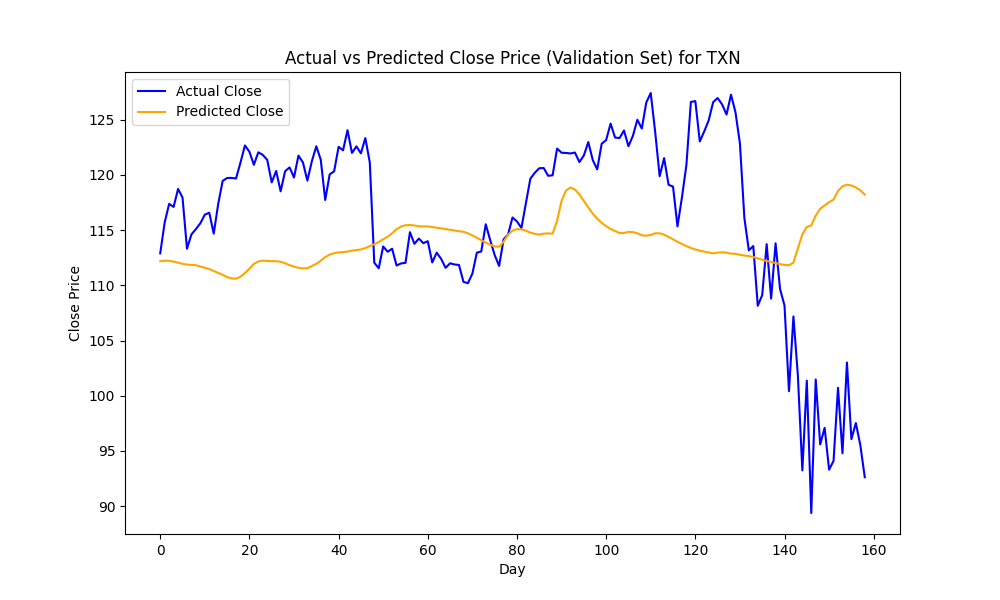 Actual vs Predicted Close Price (Validation Set) for TXN
Actual Close
Predicted Close
Close Price
125
120
115
110
105
100
95
90
0 20 40 60 80 100 120 140 160
Day